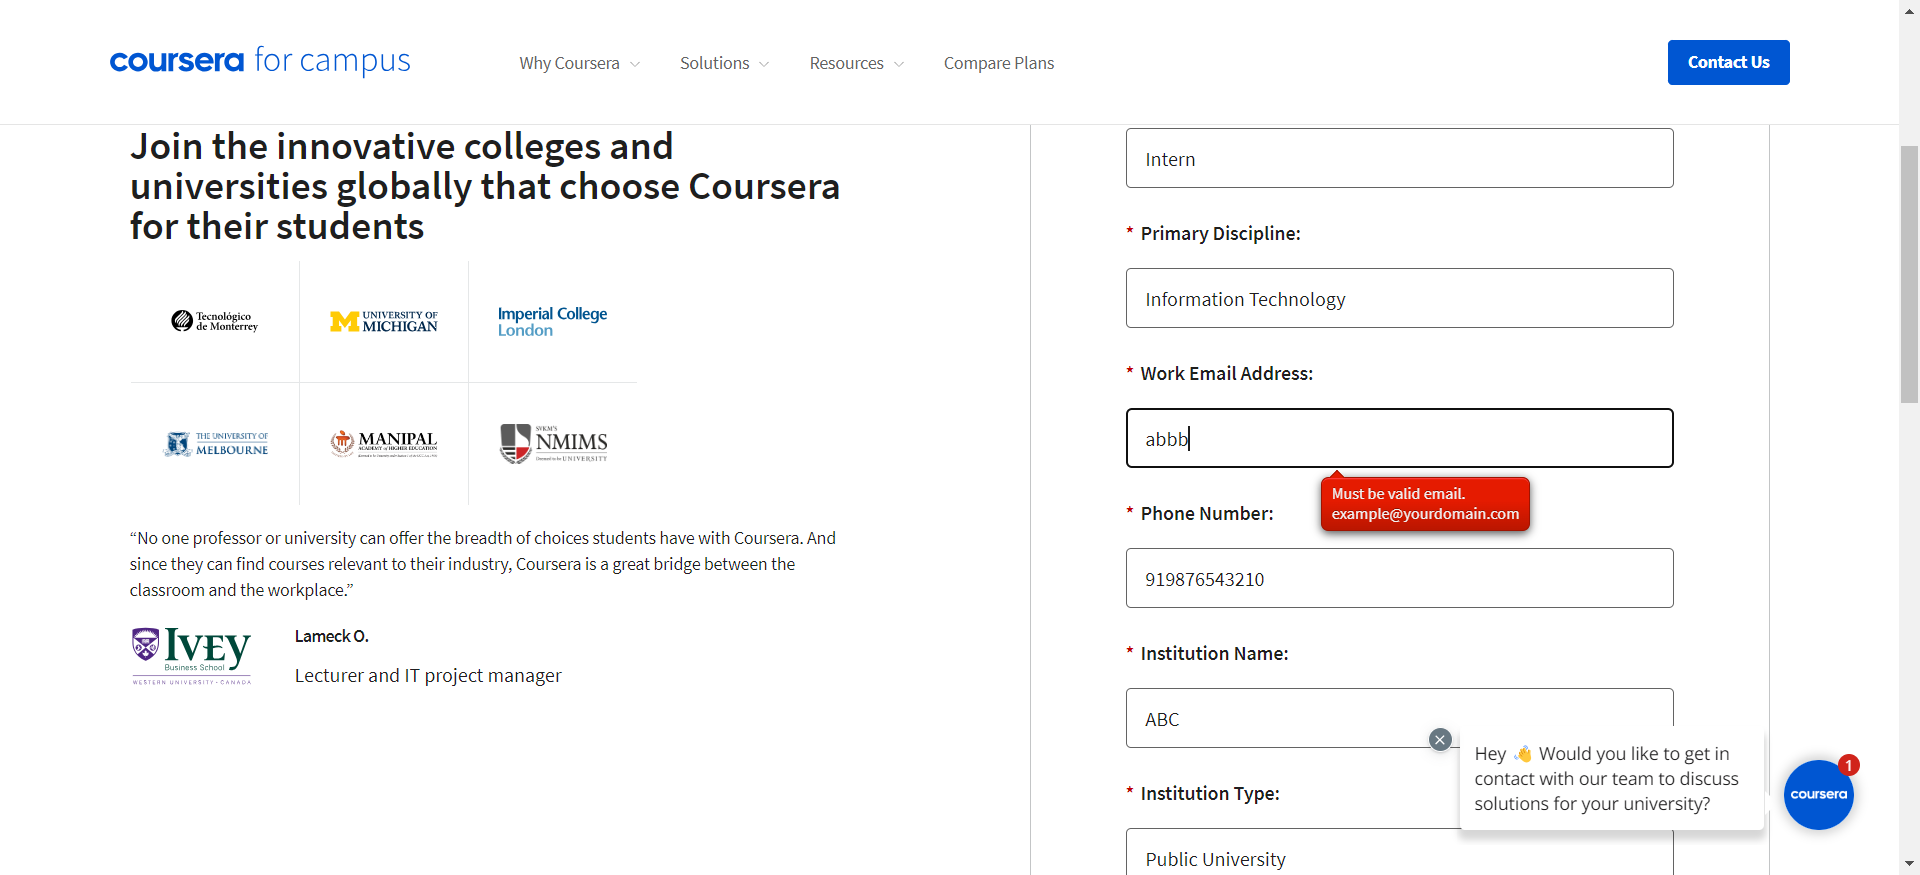 coursera for campus
Why Coursera
Solutions
Resources
Compare Plans
Contact Us
Join the innovative colleges and
universities globally that choose Coursera
for their students
Tecnológico
de Monterrey
M UNIVERSITY OF
MICHIGAN
Imperial College
London
THE UNIVERSITY OF
MELBOURNE
MANIPAL
ACADEMY of HIGHER EDUCATION
SVKM'S
NMIMS
“No one professor or university can offer the breadth of choices students have with Coursera. And
since they can find courses relevant to their industry, Coursera is a great bridge between the
classroom and the workplace.”
IVEY
Business School
WESTERN UNIVERSITY · CANADA
Lameck O.
Lecturer and IT project manager
Intern
* Primary Discipline:
Information Technology
* Work Email Address:
abbb
Must be valid email.
example@yourdomain.com
* Phone Number:
919876543210
* Institution Name:
ABC
* Institution Type:
Public University
Hey 👋 Would you like to get in
contact with our team to discuss
solutions for your university?
1
coursera